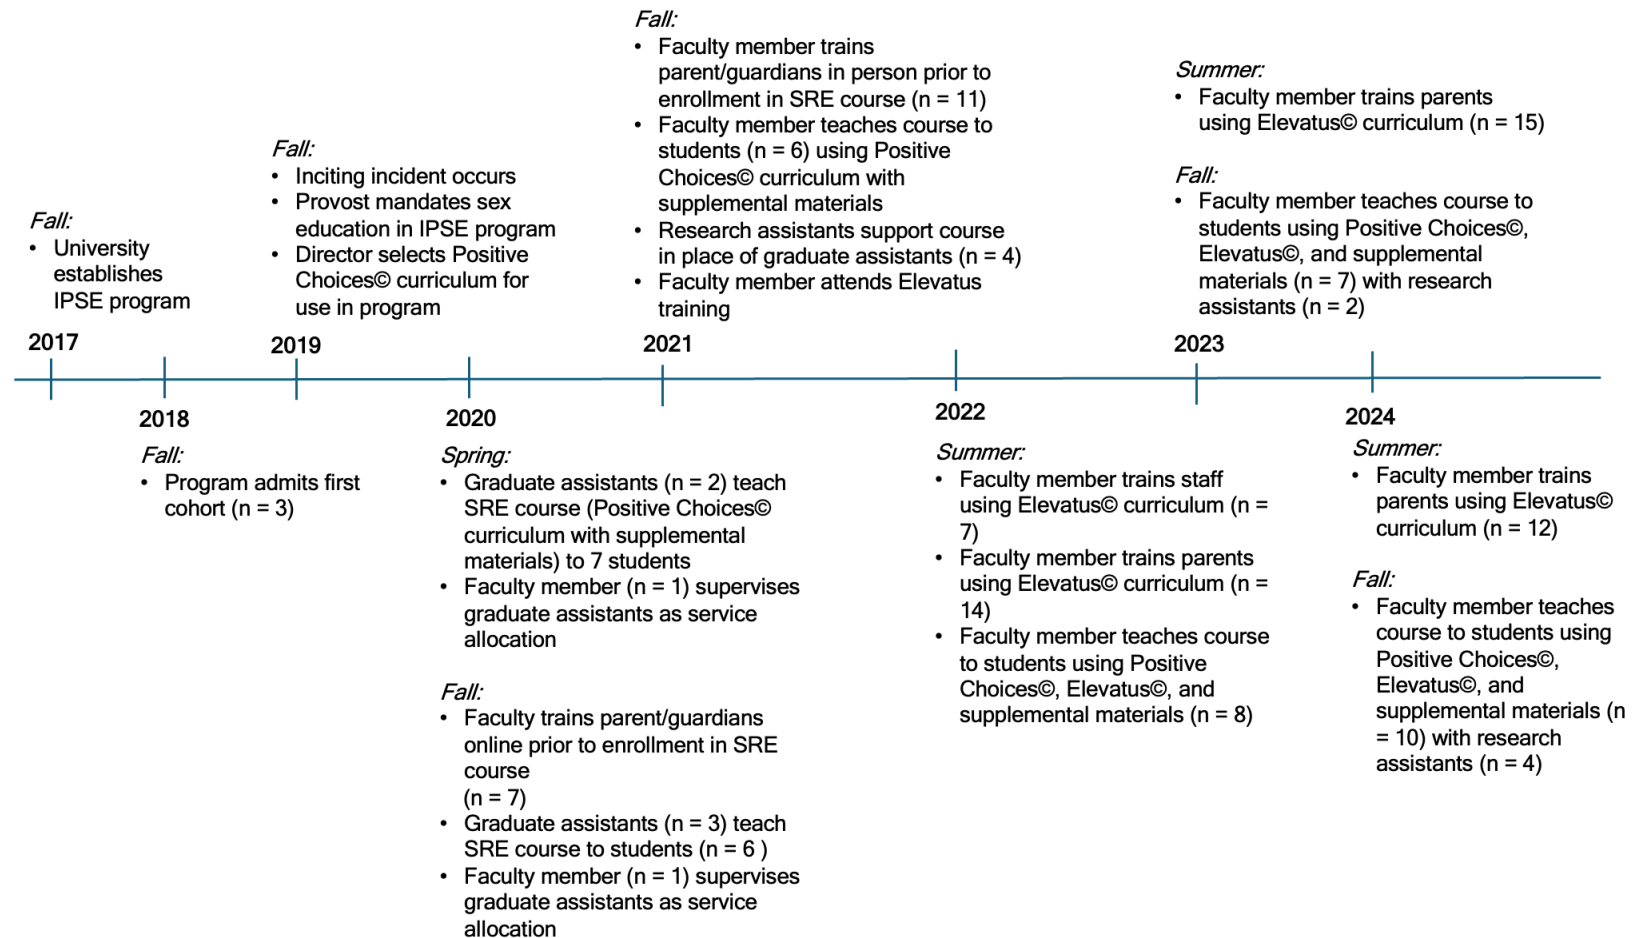 2017
Fall:
• University
establishes
IPSE program
2018
Fall:
• Program admits first
cohort (n = 3)
2019
Fall:
• Inciting incident occurs
• Provost mandates sex
education in IPSE program
• Director selects Positive
Choices© curriculum for
use in program
2020
Spring:
• Graduate assistants (n = 2) teach
SRE course (Positive Choices©
curriculum with supplemental
materials) to 7 students
• Faculty member (n = 1) supervises
graduate assistants as service
allocation
Fall:
• Faculty trains parent/guardians
online prior to enrollment in SRE
course
(n = 7)
• Graduate assistants (n = 3) teach
SRE course to students (n = 6 )
• Faculty member (n = 1) supervises
graduate assistants as service
allocation
2021
Fall:
• Faculty member trains
parent/guardians in person prior to
enrollment in SRE course (n = 11)
• Faculty member teaches course to
students (n = 6) using Positive
Choices© curriculum with
supplemental materials
• Research assistants support course
in place of graduate assistants (n = 4)
• Faculty member attends Elevatus
training
2022
Summer:
• Faculty member trains staff
using Elevatus© curriculum (n =
7)
• Faculty member trains parents
using Elevatus© curriculum (n =
14)
• Faculty member teaches course
to students using Positive
Choices©, Elevatus©, and
supplemental materials (n = 8)
2023
Summer:
• Faculty member trains parents
using Elevatus© curriculum (n = 15)
Fall:
• Faculty member teaches course to
students using Positive Choices©,
Elevatus©, and supplemental
materials (n = 7) with research
assistants (n = 2)
2024
Summer:
• Faculty member trains
parents using Elevatus©
curriculum (n = 12)
Fall:
• Faculty member teaches
course to students using
Positive Choices©,
Elevatus©, and
supplemental materials (n
= 10) with research
assistants (n = 4)